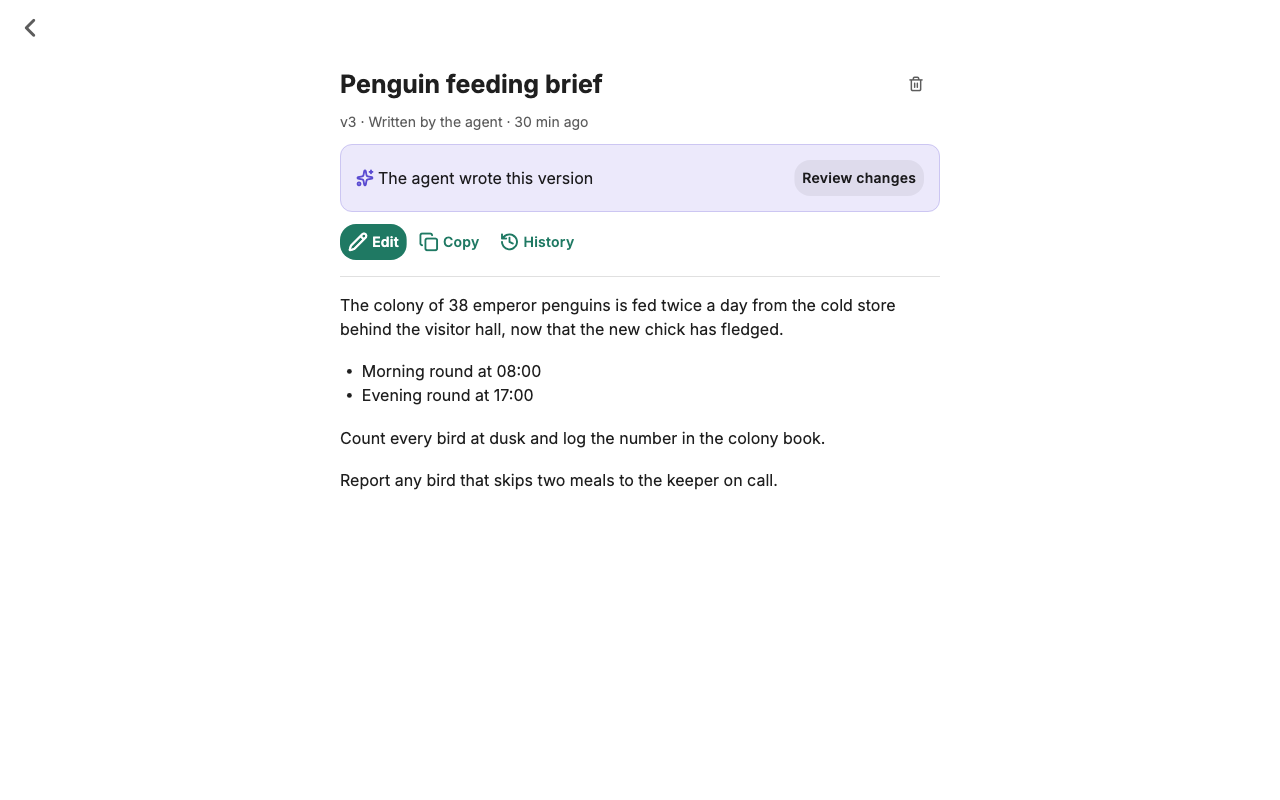 Penguin feeding brief
v3 · Written by the agent · 30 min ago
The agent wrote this version
Review changes
Edit
Copy
History
The colony of 38 emperor penguins is fed twice a day from the cold store
behind the visitor hall, now that the new chick has fledged.
• Morning round at 08:00
• Evening round at 17:00
Count every bird at dusk and log the number in the colony book.
Report any bird that skips two meals to the keeper on call.